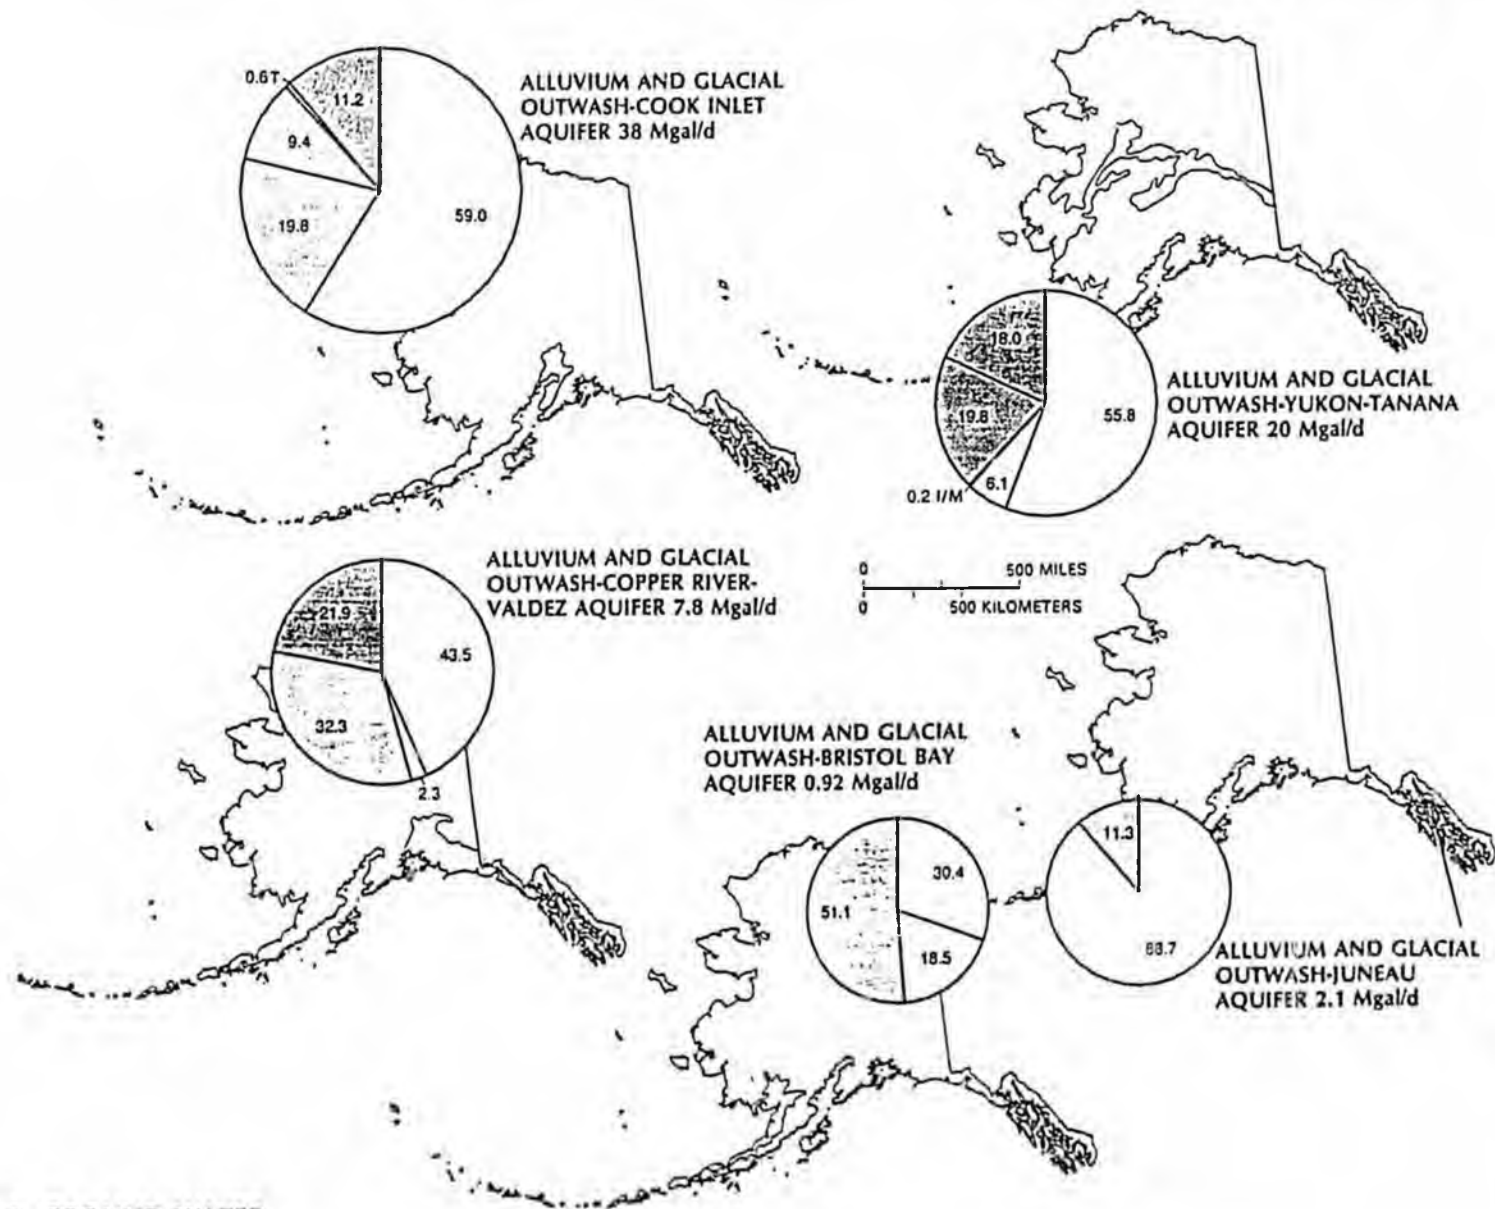 0.6T
11.2
9.4
19.8
59.0
ALLUVIUM AND GLACIAL
OUTWASH-COOK INLET
AQUIFER 38 Mgal/d
18.0
19.8
55.8
0.2 I/M
6.1
ALLUVIUM AND GLACIAL
OUTWASH-YUKON-TANANA
AQUIFER 20 Mgal/d
ALLUVIUM AND GLACIAL
OUTWASH-COPPER RIVER-
VALDEZ AQUIFER 7.8 Mgal/d
21.9
43.5
32.3
2.3
0 500 MILES
0 500 KILOMETERS
ALLUVIUM AND GLACIAL
OUTWASH-BRISTOL BAY
AQUIFER 0.92 Mgal/d
51.1
30.4
18.5
11.3
88.7
ALLUVIUM AND GLACIAL
OUTWASH-JUNEAU
AQUIFER 2.1 Mgal/d